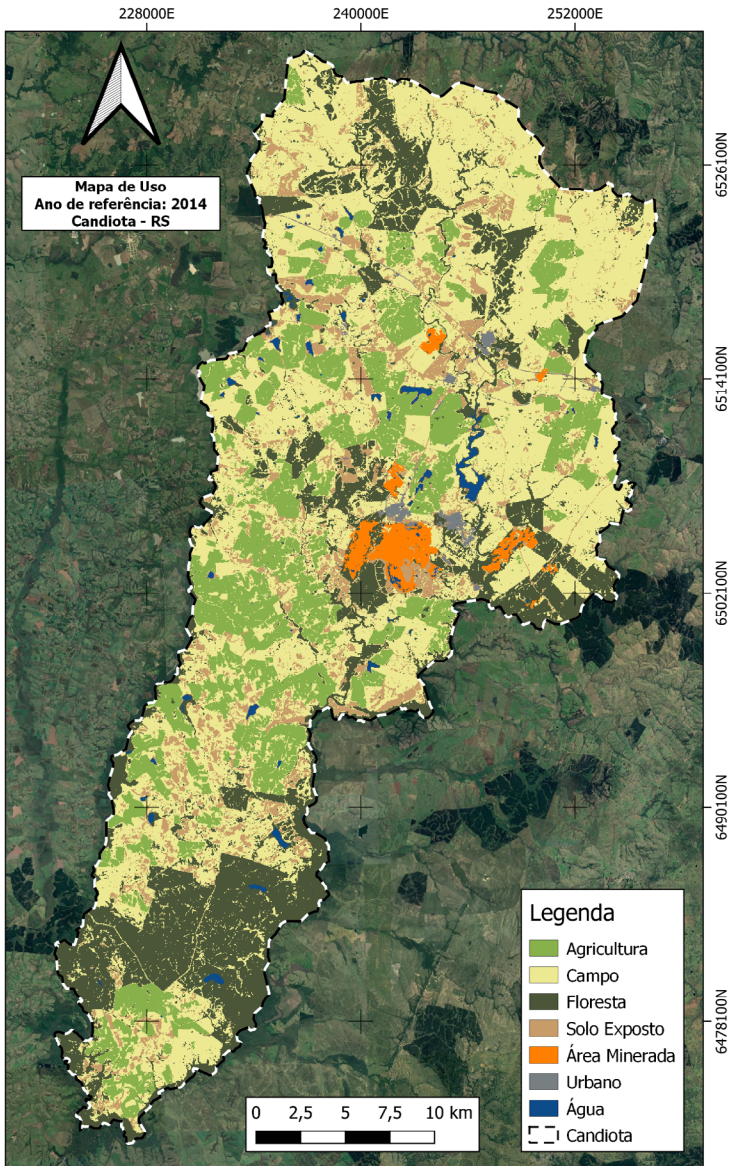 228000E 240000E 252000E
Mapa de Uso
Ano de referência: 2014
Candiota - RS
6526100N
6514100N
6502100N
6490100N
6478100N
Legenda
Agricultura
Campo
Floresta
Solo Exposto
Área Minerada
Urbano
Água
Candiota
0 2,5 5 7,5 10 km